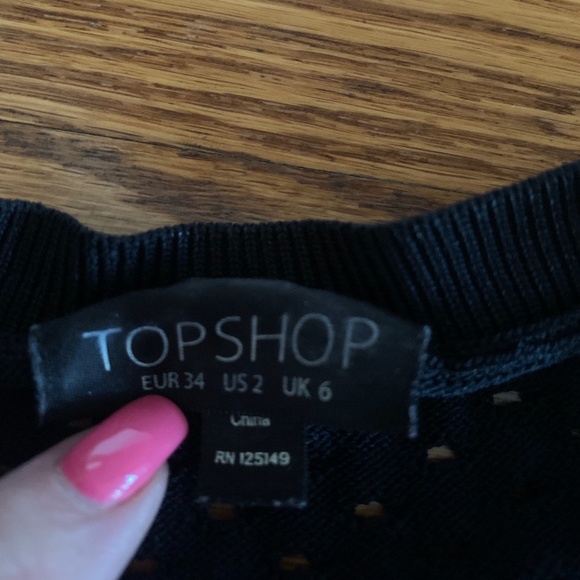 TOPSHOP
EUR 34 US 2 UK 6
China
RN 125149